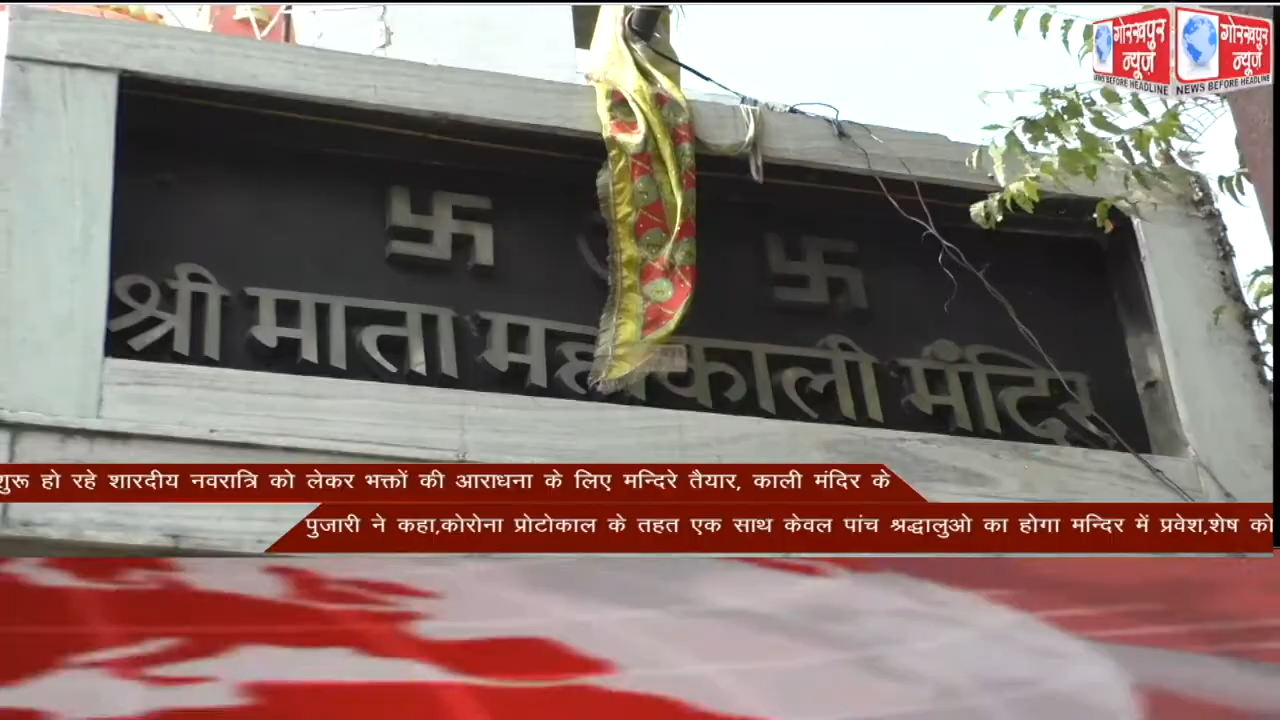 गोरखपुर
न्यूज
NEWS BEFORE HEADLINE
गोरखपुर
न्यूज
NEWS BEFORE HEADLINE
श्री माता महाकाली मंदिर
शुरू हो रहे शारदीय नवरात्रि को लेकर भक्तों की आराधना के लिए मन्दिरे तैयार, काली मंदिर के
पुजारी ने कहा,कोरोना प्रोटोकाल के तहत एक साथ केवल पांच श्रद्धालुओ का होगा मन्दिर में प्रवेश,शेष को